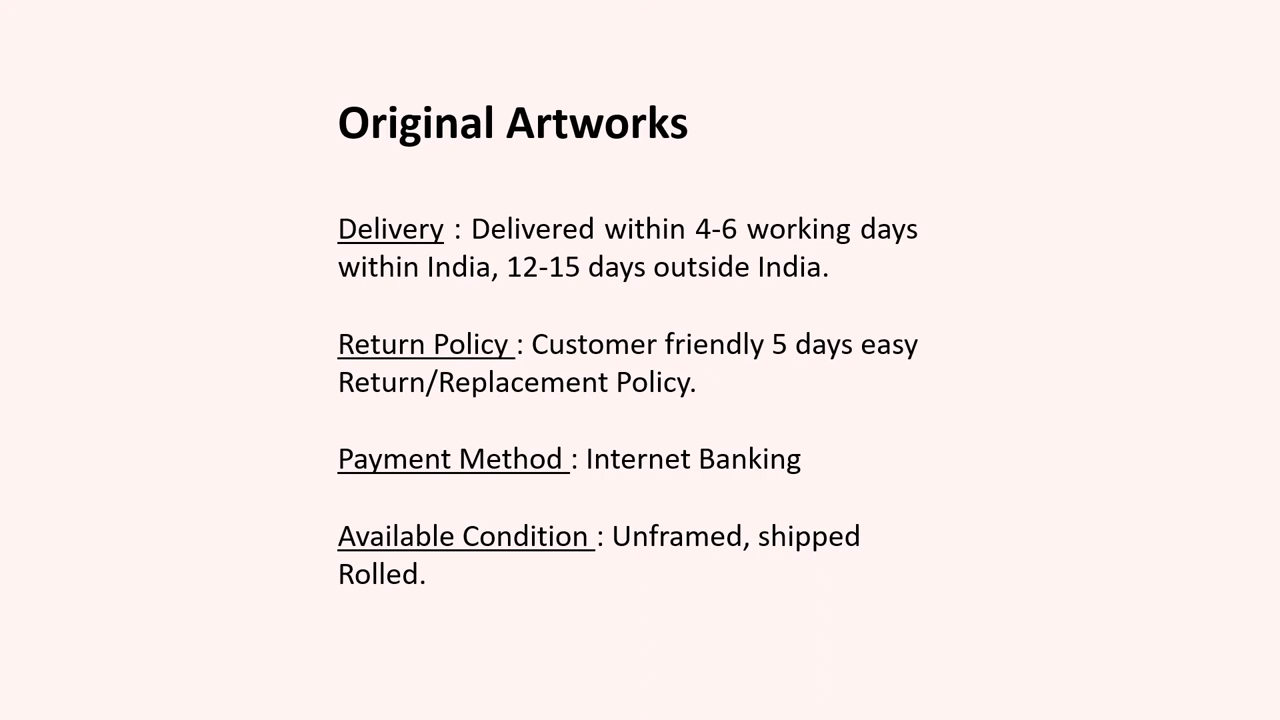 Original Artworks
Delivery : Delivered within 4-6 working days
within India, 12-15 days outside India.
Return Policy : Customer friendly 5 days easy
Return/Replacement Policy.
Payment Method : Internet Banking
Available Condition : Unframed, shipped
Rolled.